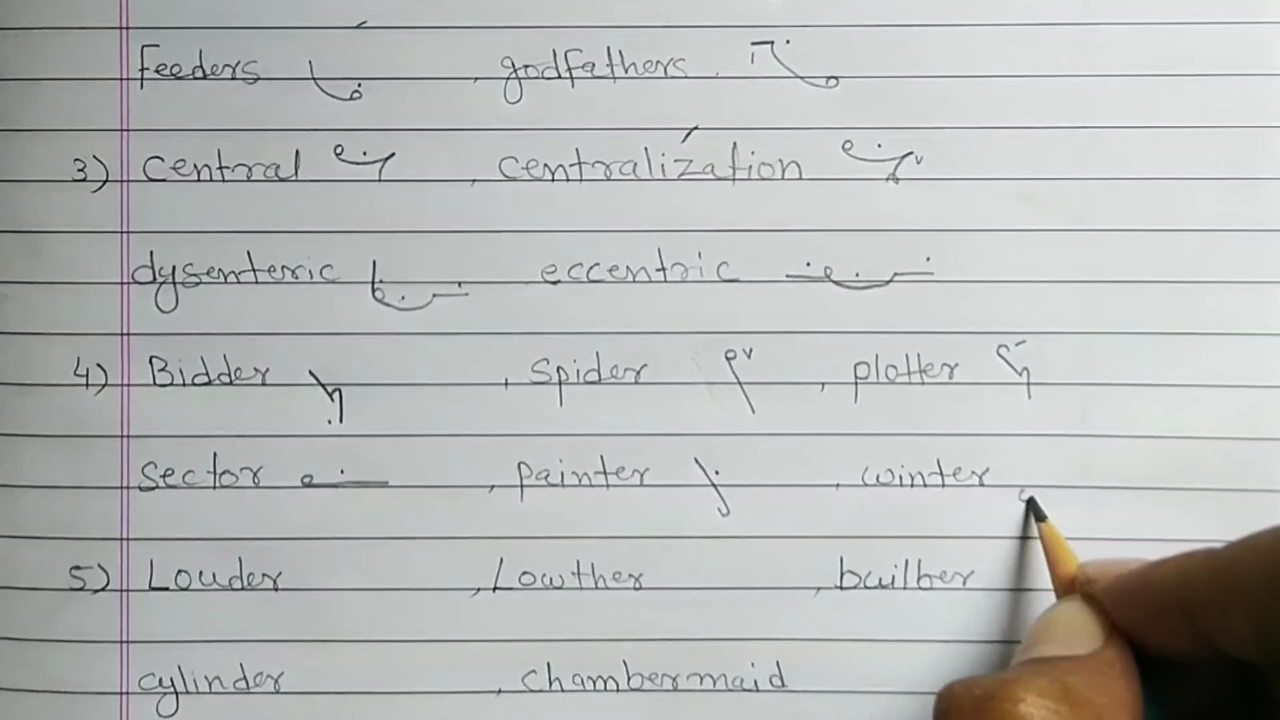 Feeders , godfathers .
3) Central , centralization
dysenteric eccentric
4) Bidder , Spider , plotter
Sector , painter , winter
5) Louder , Lowther , builber
cylinder , chambermaid